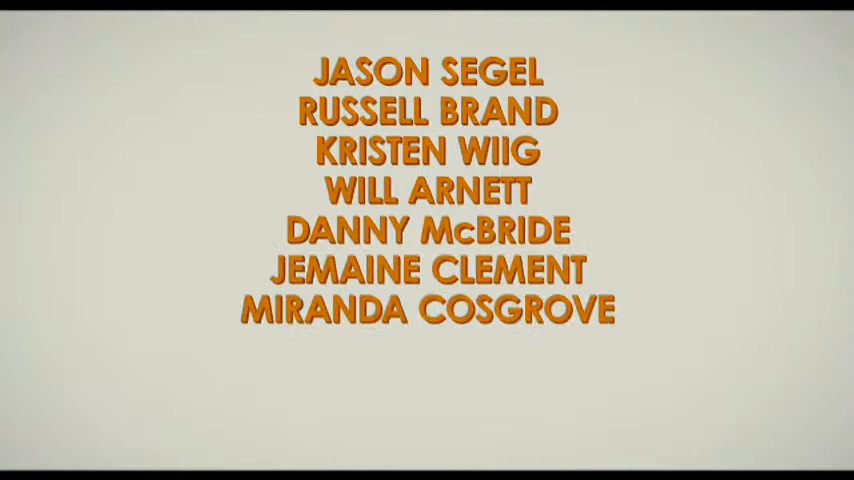 JASON SEGEL
RUSSELL BRAND
KRISTEN WIIG
WILL ARNETT
DANNY McBRIDE
JEMAINE CLEMENT
MIRANDA COSGROVE